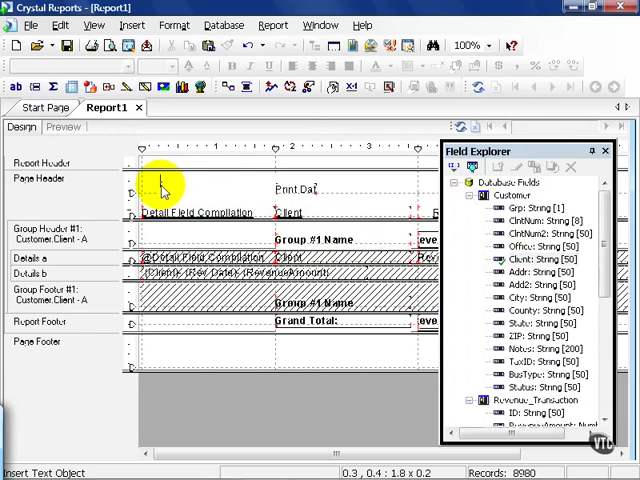 Crystal Reports - [Report1]
File Edit View Insert Format Database Report Window Help
100%
Start Page Report1
Design Preview
1 2 3
Report Header
Page Header
Print Dat
Detail Field Compilation Client
Group Header #1:
Customer.Client - A
Group #1 Name
Details a
@Detail Field Compilation Client
Details b
{Client} {Rev Date} {RevenueAmount}
Group Footer #1:
Customer.Client - A
Group #1 Name
Report Footer
Grand Total:
Page Footer
Field Explorer
Database Fields
Customer
Grp: String [1]
ClntNum: String [8]
ClntNum2: String [50]
Office: String [50]
Client: String [50]
Addr: String [50]
Add2: String [50]
City: String [50]
County: String [50]
State: String [50]
ZIP: String [50]
Notes: String [200]
TaxID: String [50]
BusType: String [50]
Status: String [50]
Revenue_Transaction
ID: String [50]
VTC
Insert Text Object
0.3 , 0.4 : 1.8 x 0.2
Records: 8980